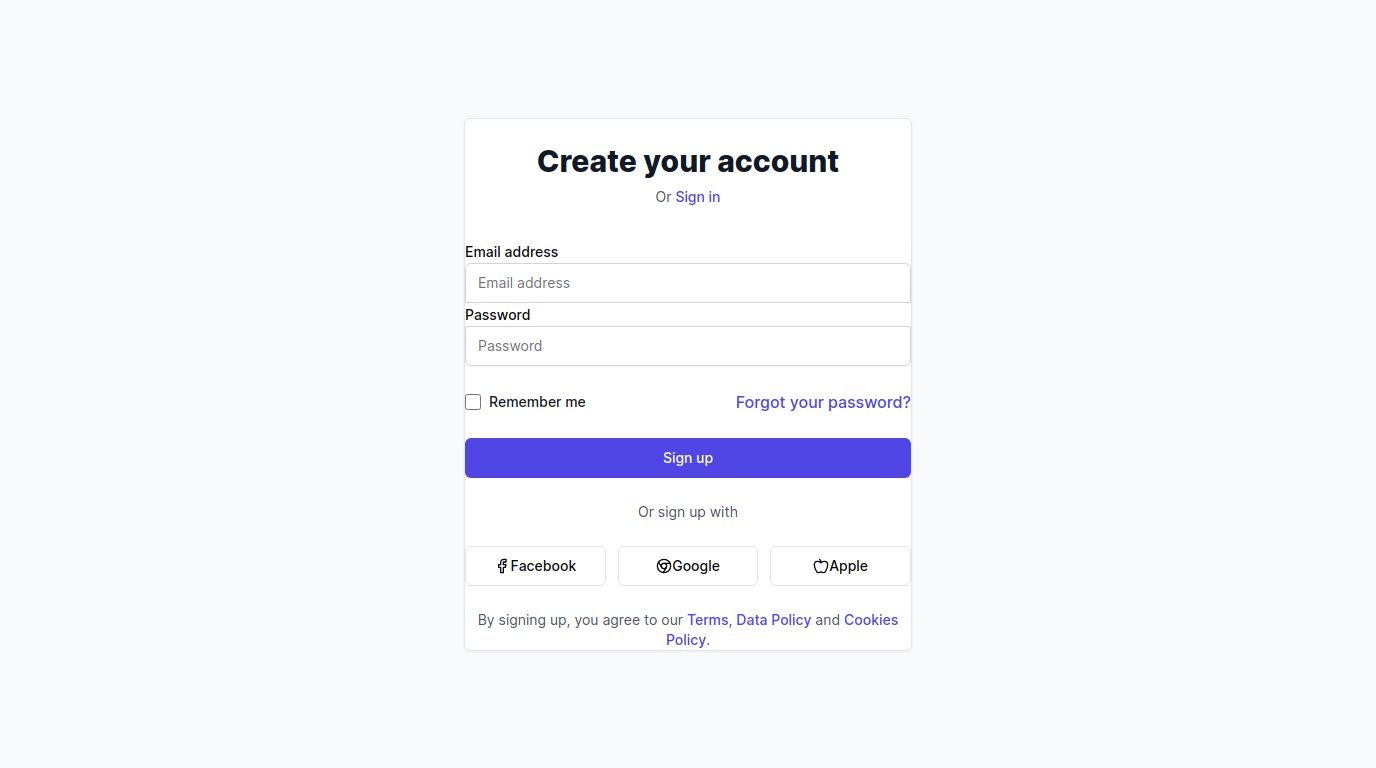 Create your account
Or Sign in
Email address
Email address
Password
Password
Remember me
Forgot your password?
Sign up
Or sign up with
Facebook
Google
Apple
By signing up, you agree to our Terms, Data Policy and Cookies
Policy.